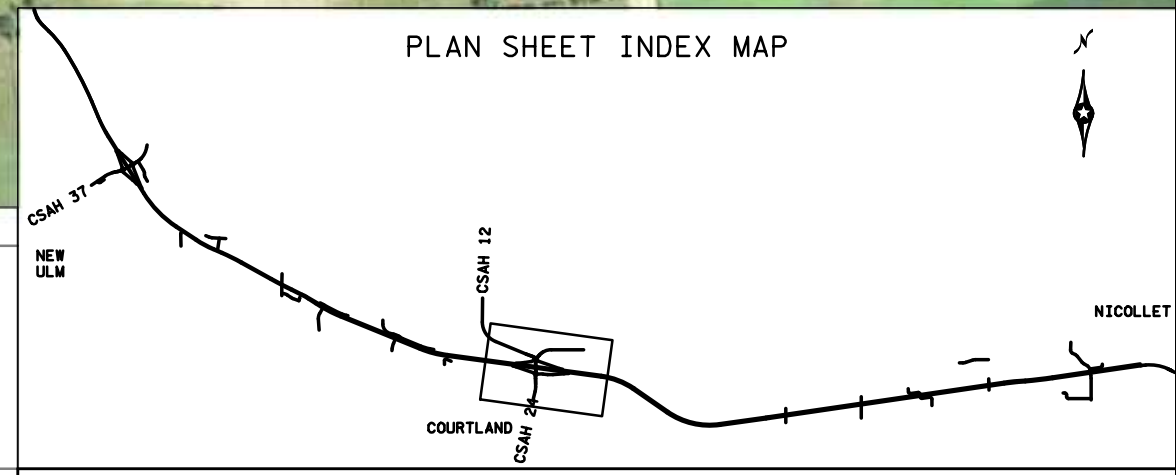 PLAN SHEET INDEX MAP
N
CSAH 37
NEW
ULM
CSAH 12
NICOLLET
COURTLAND
CSAH 24